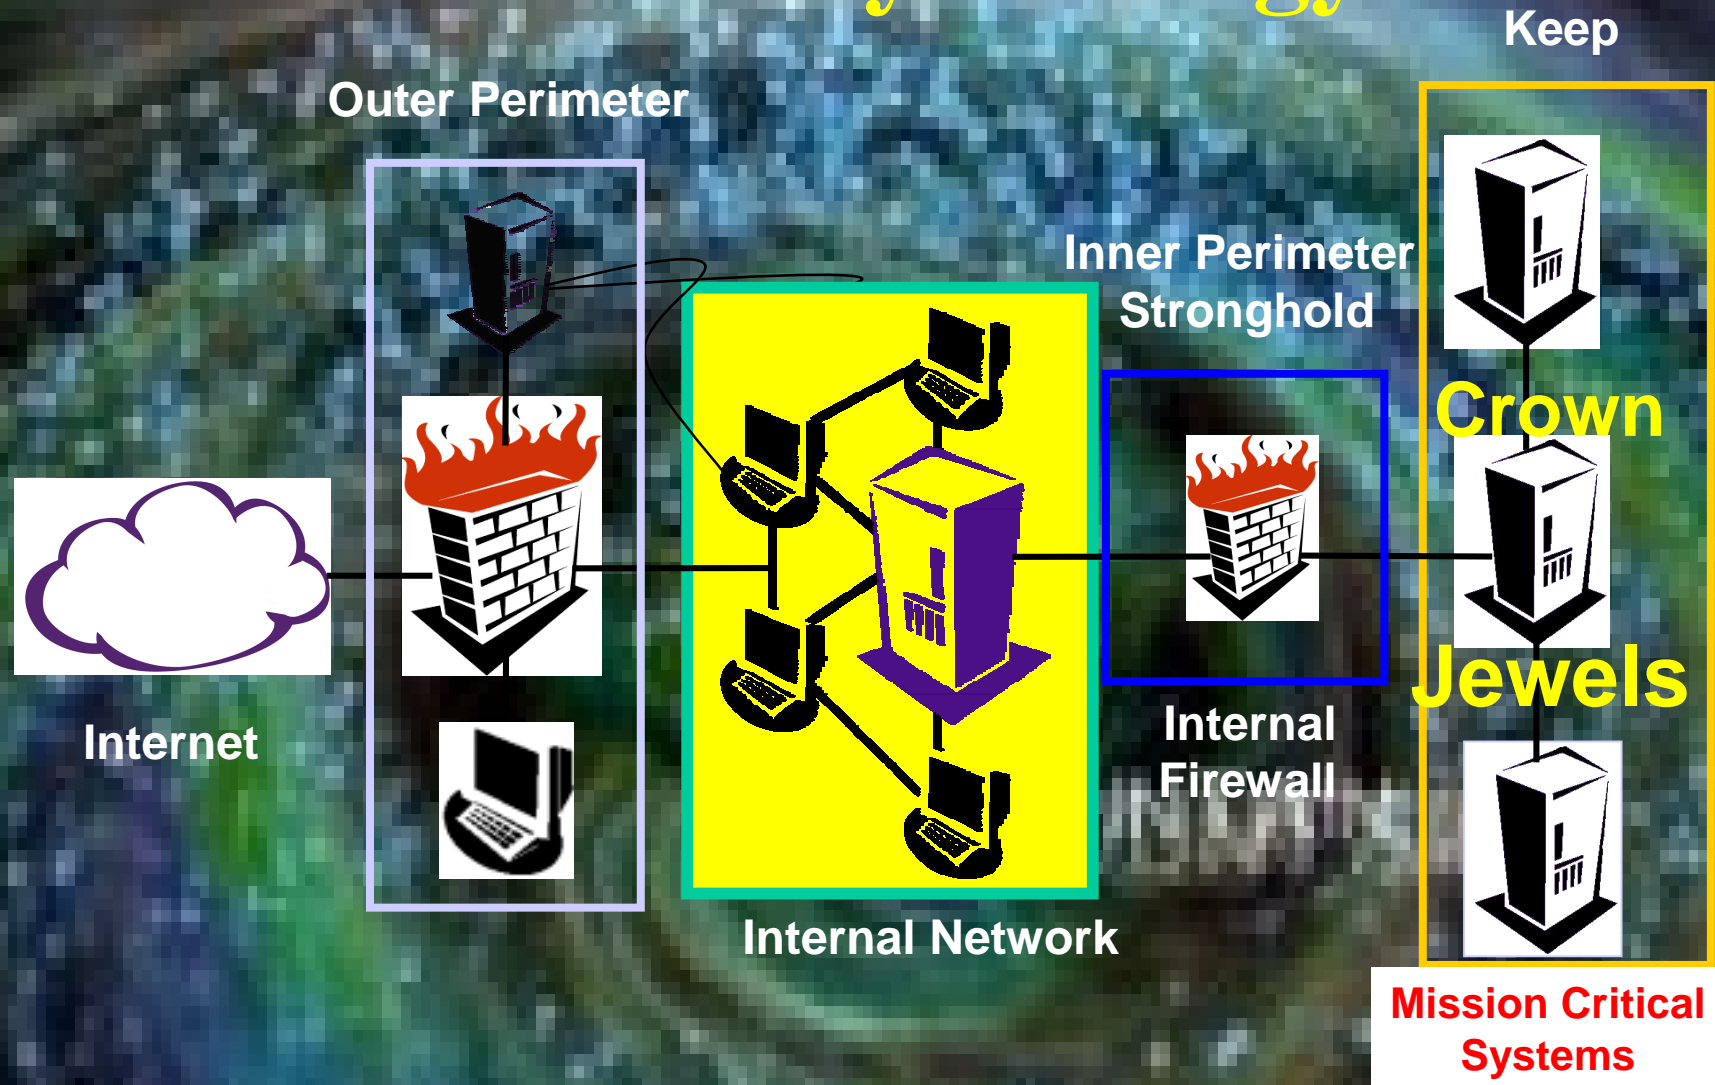 Keep
Outer Perimeter
Inner Perimeter
Stronghold
Crown
Jewels
Internet
Internal
Firewall
Internal Network
Mission Critical
Systems